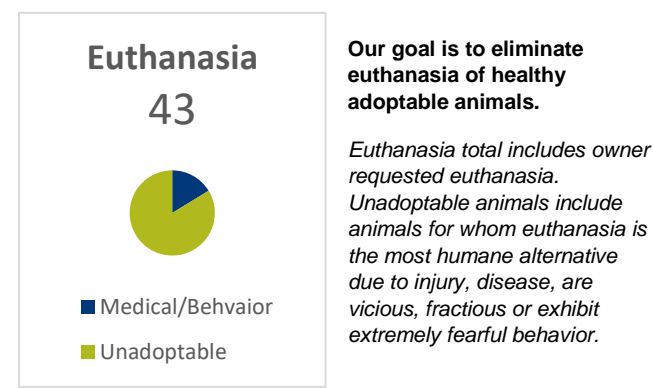 Euthanasia
43
Medical/Behvaior
Unadoptable
Our goal is to eliminate
euthanasia of healthy
adoptable animals.
Euthanasia total includes owner
requested euthanasia.
Unadoptable animals include
animals for whom euthanasia is
the most humane alternative
due to injury, disease, are
vicious, fractious or exhibit
extremely fearful behavior.